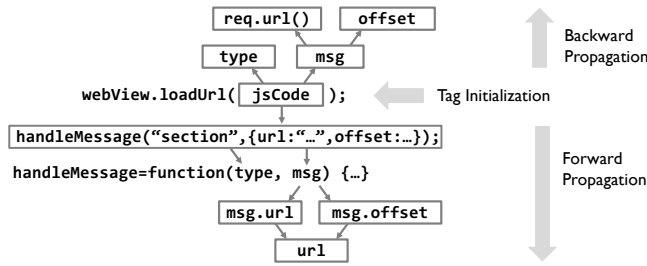 req.url()
offset
Backward
Propagation
type
msg
webView.loadUrl( jsCode );
Tag Initialization
handleMessage(“section”,{url:“…”,offset:…});
handleMessage=function(type, msg) {…}
Forward
Propagation
msg.url
msg.offset
url